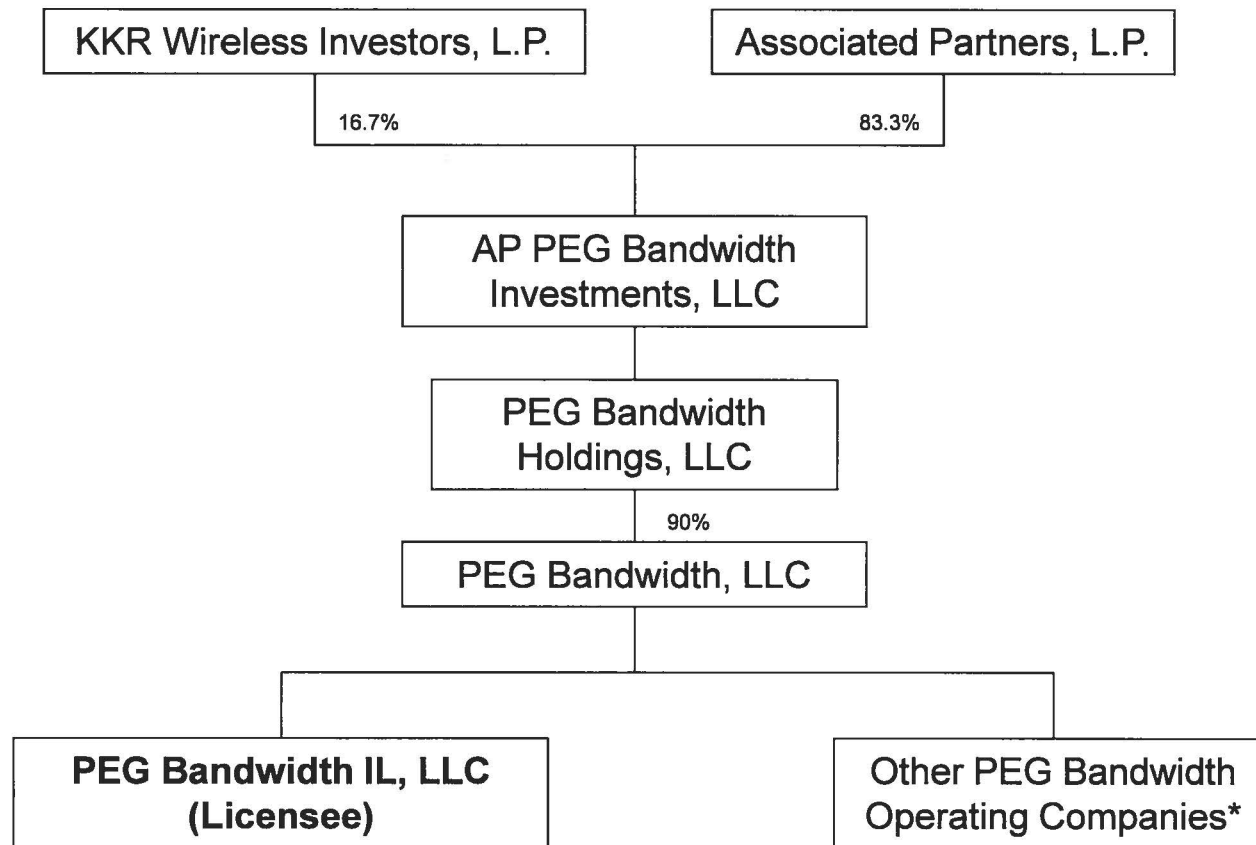 KKR Wireless Investors, L.P.
Associated Partners, L.P.
16.7%
83.3%
AP PEG Bandwidth
Investments, LLC
PEG Bandwidth
Holdings, LLC
90%
PEG Bandwidth, LLC
PEG Bandwidth IL, LLC
(Licensee)
Other PEG Bandwidth
Operating Companies*